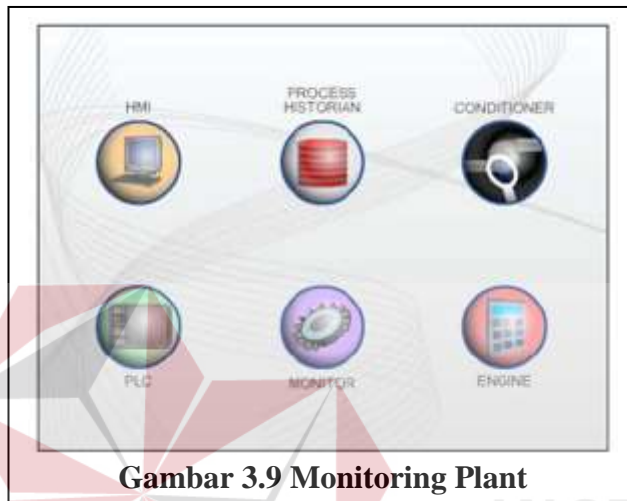 HMI
PROCESS
HISTORIAN
CONDITIONER
PLC
MONITOR
ENGINE
Gambar 3.9 Monitoring Plant